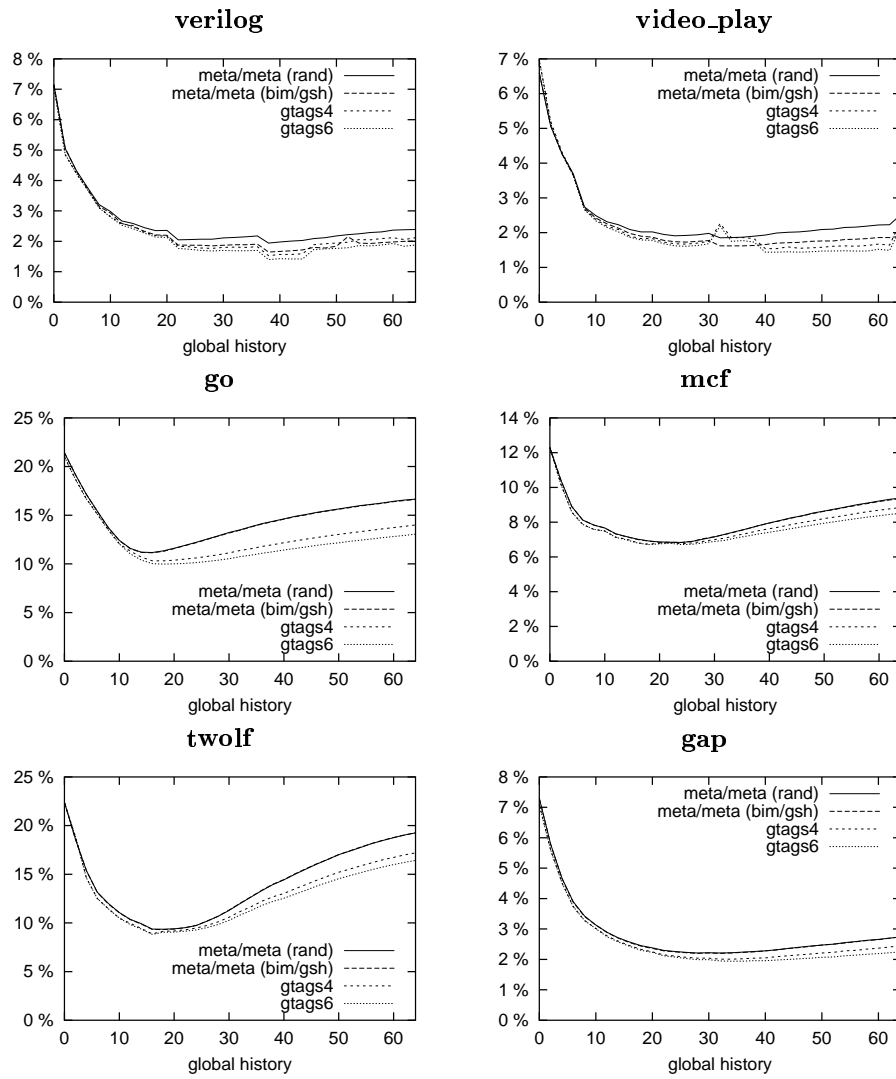 verilog
8 %
7 %
6 %
5 %
4 %
3 %
2 %
1 %
0 %
meta/meta (rand)
meta/meta (bim/gsh)
gtags4
gtags6
0 10 20 30 40 50 60
global history
video_play
7 %
6 %
5 %
4 %
3 %
2 %
1 %
0 %
meta/meta (rand)
meta/meta (bim/gsh)
gtags4
gtags6
0 10 20 30 40 50 60
global history
go
25 %
20 %
15 %
10 %
5 %
0 %
meta/meta (rand)
meta/meta (bim/gsh)
gtags4
gtags6
0 10 20 30 40 50 60
global history
mcf
14 %
12 %
10 %
8 %
6 %
4 %
2 %
0 %
meta/meta (rand)
meta/meta (bim/gsh)
gtags4
gtags6
0 10 20 30 40 50 60
global history
twolf
25 %
20 %
15 %
10 %
5 %
0 %
meta/meta (rand)
meta/meta (bim/gsh)
gtags4
gtags6
0 10 20 30 40 50 60
global history
gap
8 %
7 %
6 %
5 %
4 %
3 %
2 %
1 %
0 %
meta/meta (rand)
meta/meta (bim/gsh)
gtags4
gtags6
0 10 20 30 40 50 60
global history